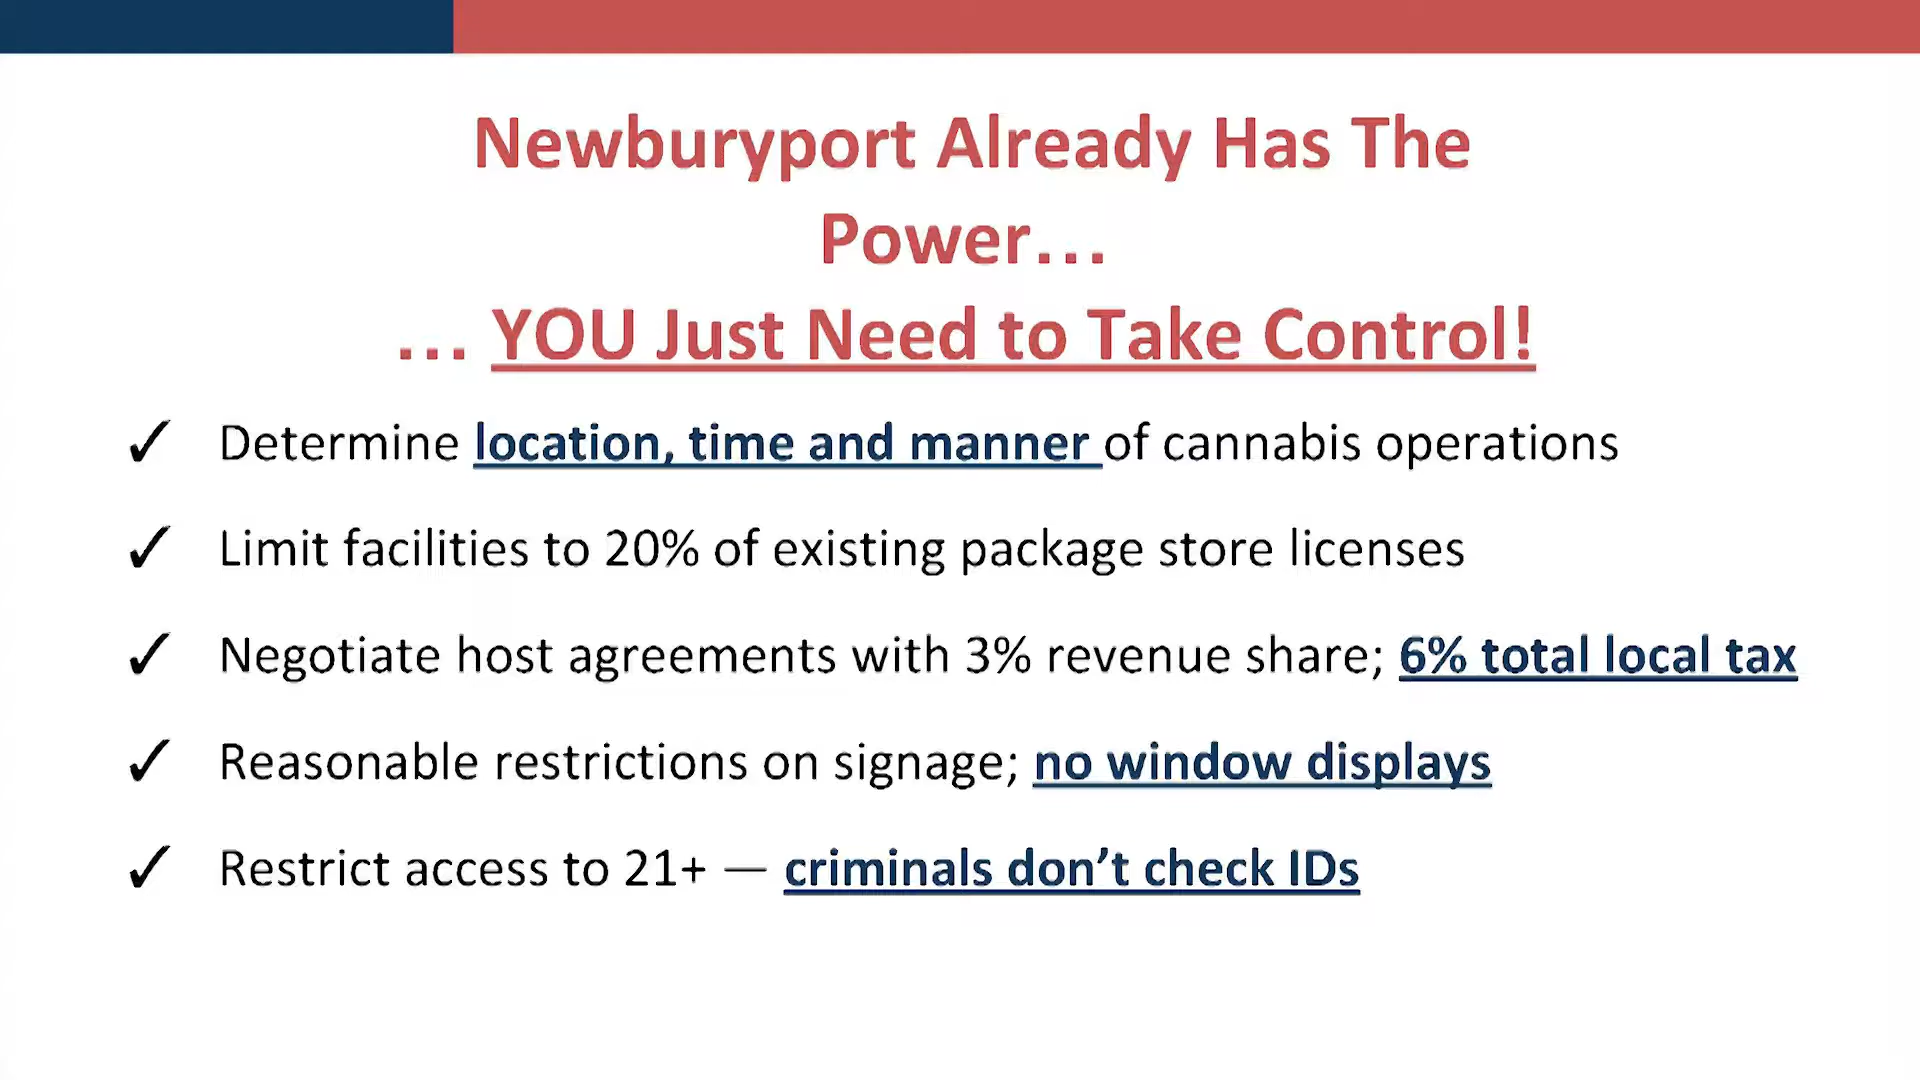 Newburyport Already Has The
Power…
… YOU Just Need to Take Control!
✓ Determine location, time and manner of cannabis operations
✓ Limit facilities to 20% of existing package store licenses
✓ Negotiate host agreements with 3% revenue share; 6% total local tax
✓ Reasonable restrictions on signage; no window displays
✓ Restrict access to 21+ — criminals don’t check IDs